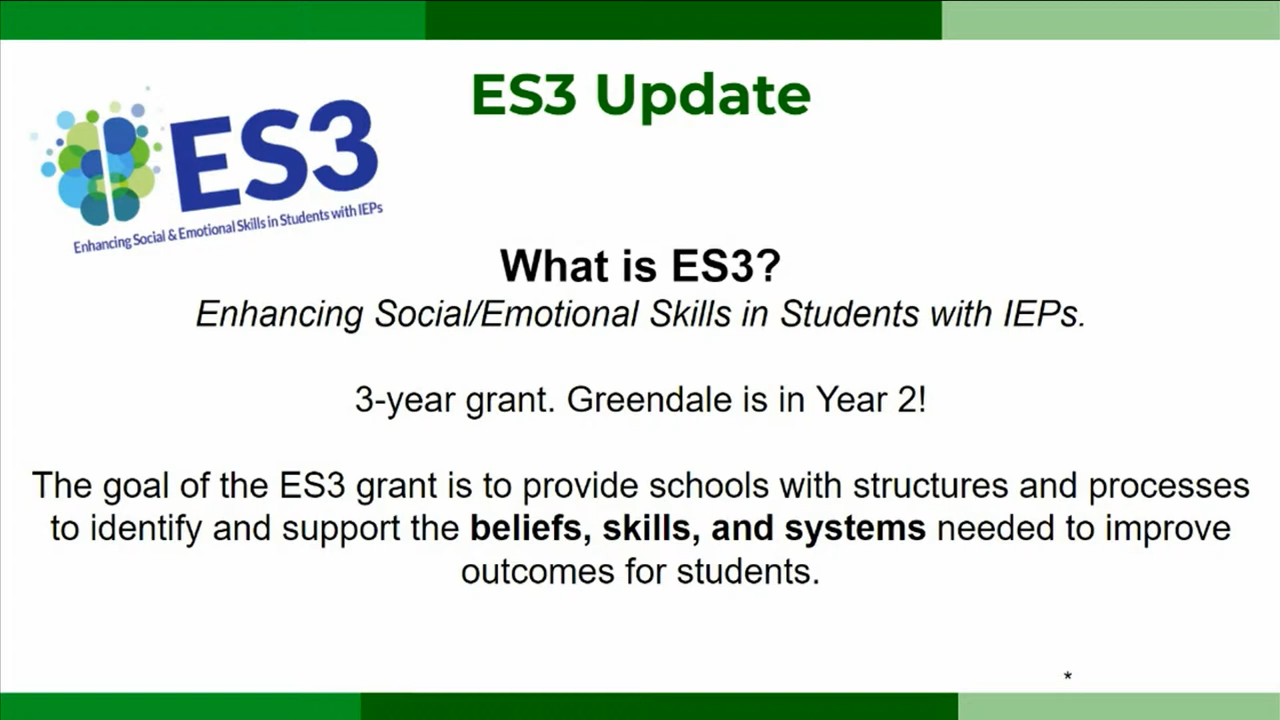 ES3 Update
ES3
Enhancing Social & Emotional Skills in Students with IEPs
What is ES3?
Enhancing Social/Emotional Skills in Students with IEPs.
3-year grant. Greendale is in Year 2!
The goal of the ES3 grant is to provide schools with structures and processes
to identify and support the beliefs, skills, and systems needed to improve
outcomes for students.
*